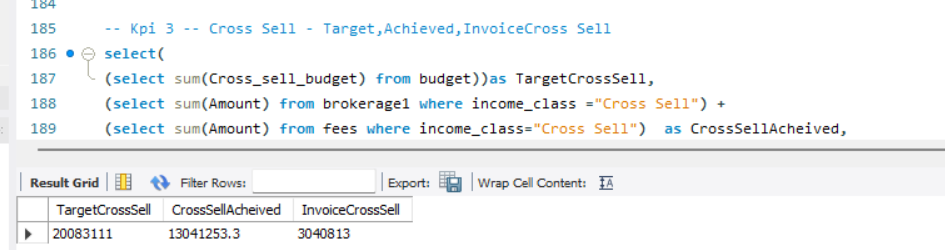 184
185 -- Kpi 3 -- Cross Sell - Target,Achieved,InvoiceCross Sell
186 select(
187 (select sum(Cross_sell_budget) from budget))as TargetCrossSell,
188 (select sum(Amount) from brokerage1 where income_class ="Cross Sell") +
189 (select sum(Amount) from fees where income_class="Cross Sell")  as CrossSellAcheived,
Result Grid Filter Rows: Export: Wrap Cell Content:
TargetCrossSell CrossSellAcheived InvoiceCrossSell
20083111 13041253.3 3040813